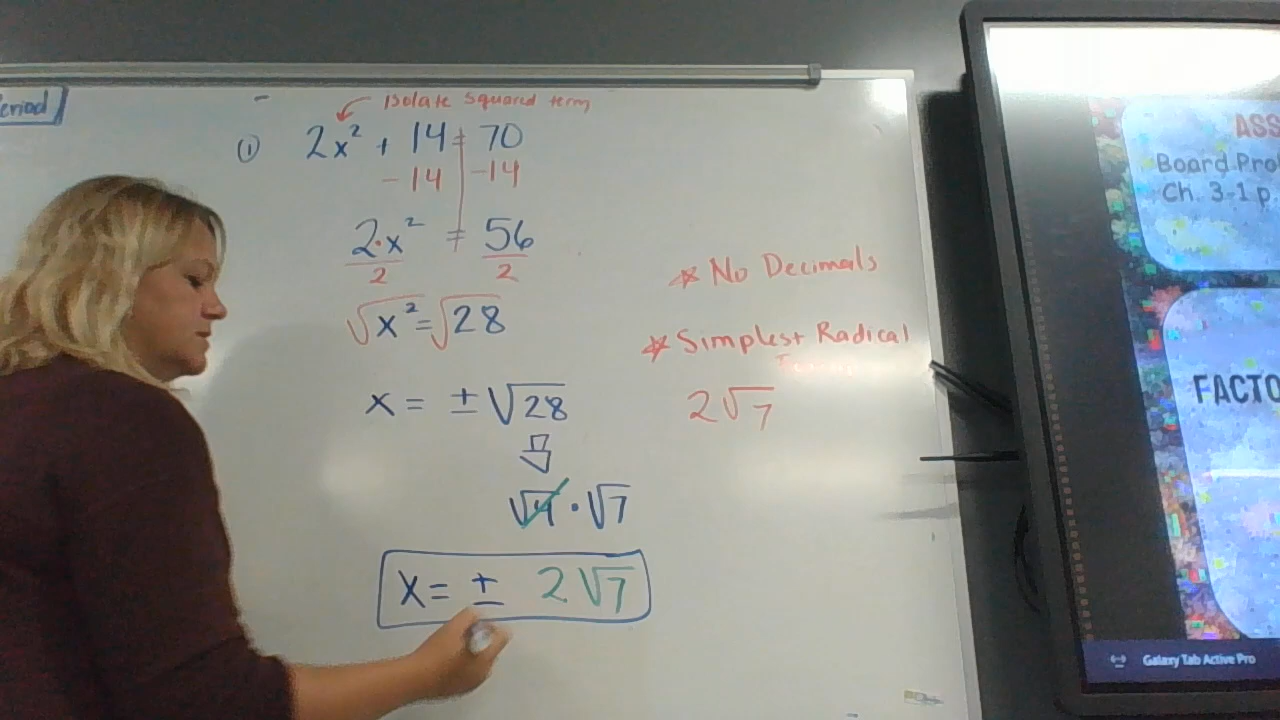 eriod
Isolate Squared term
① 2x² + 14 = 70
-14 -14
2·x² = 56
2 2
√x² = √28
x = ± √28
√4 · √7
x = ± 2√7
* No Decimals
* Simplest Radical
2√7
ASS
Board Pro
Ch. 3-1 p.
FACTO
Galaxy Tab Active Pro